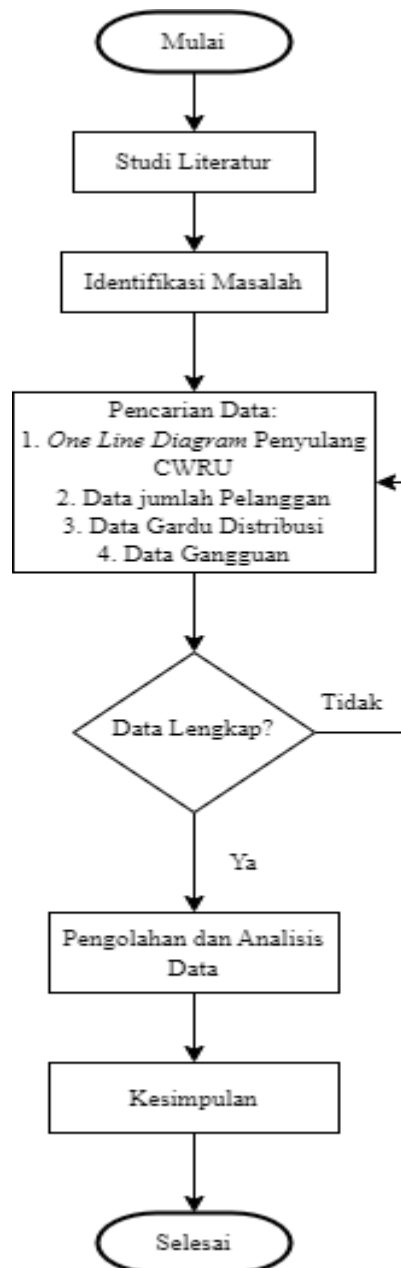 Mulai
Studi Literatur
Identifikasi Masalah
Pencarian Data:
1. One Line Diagram Penyulang
CWRU
2. Data jumlah Pelanggan
3. Data Gardu Distribusi
4. Data Gangguan
Data Lengkap?
Tidak
Ya
Pengolahan dan Analisis
Data
Kesimpulan
Selesai